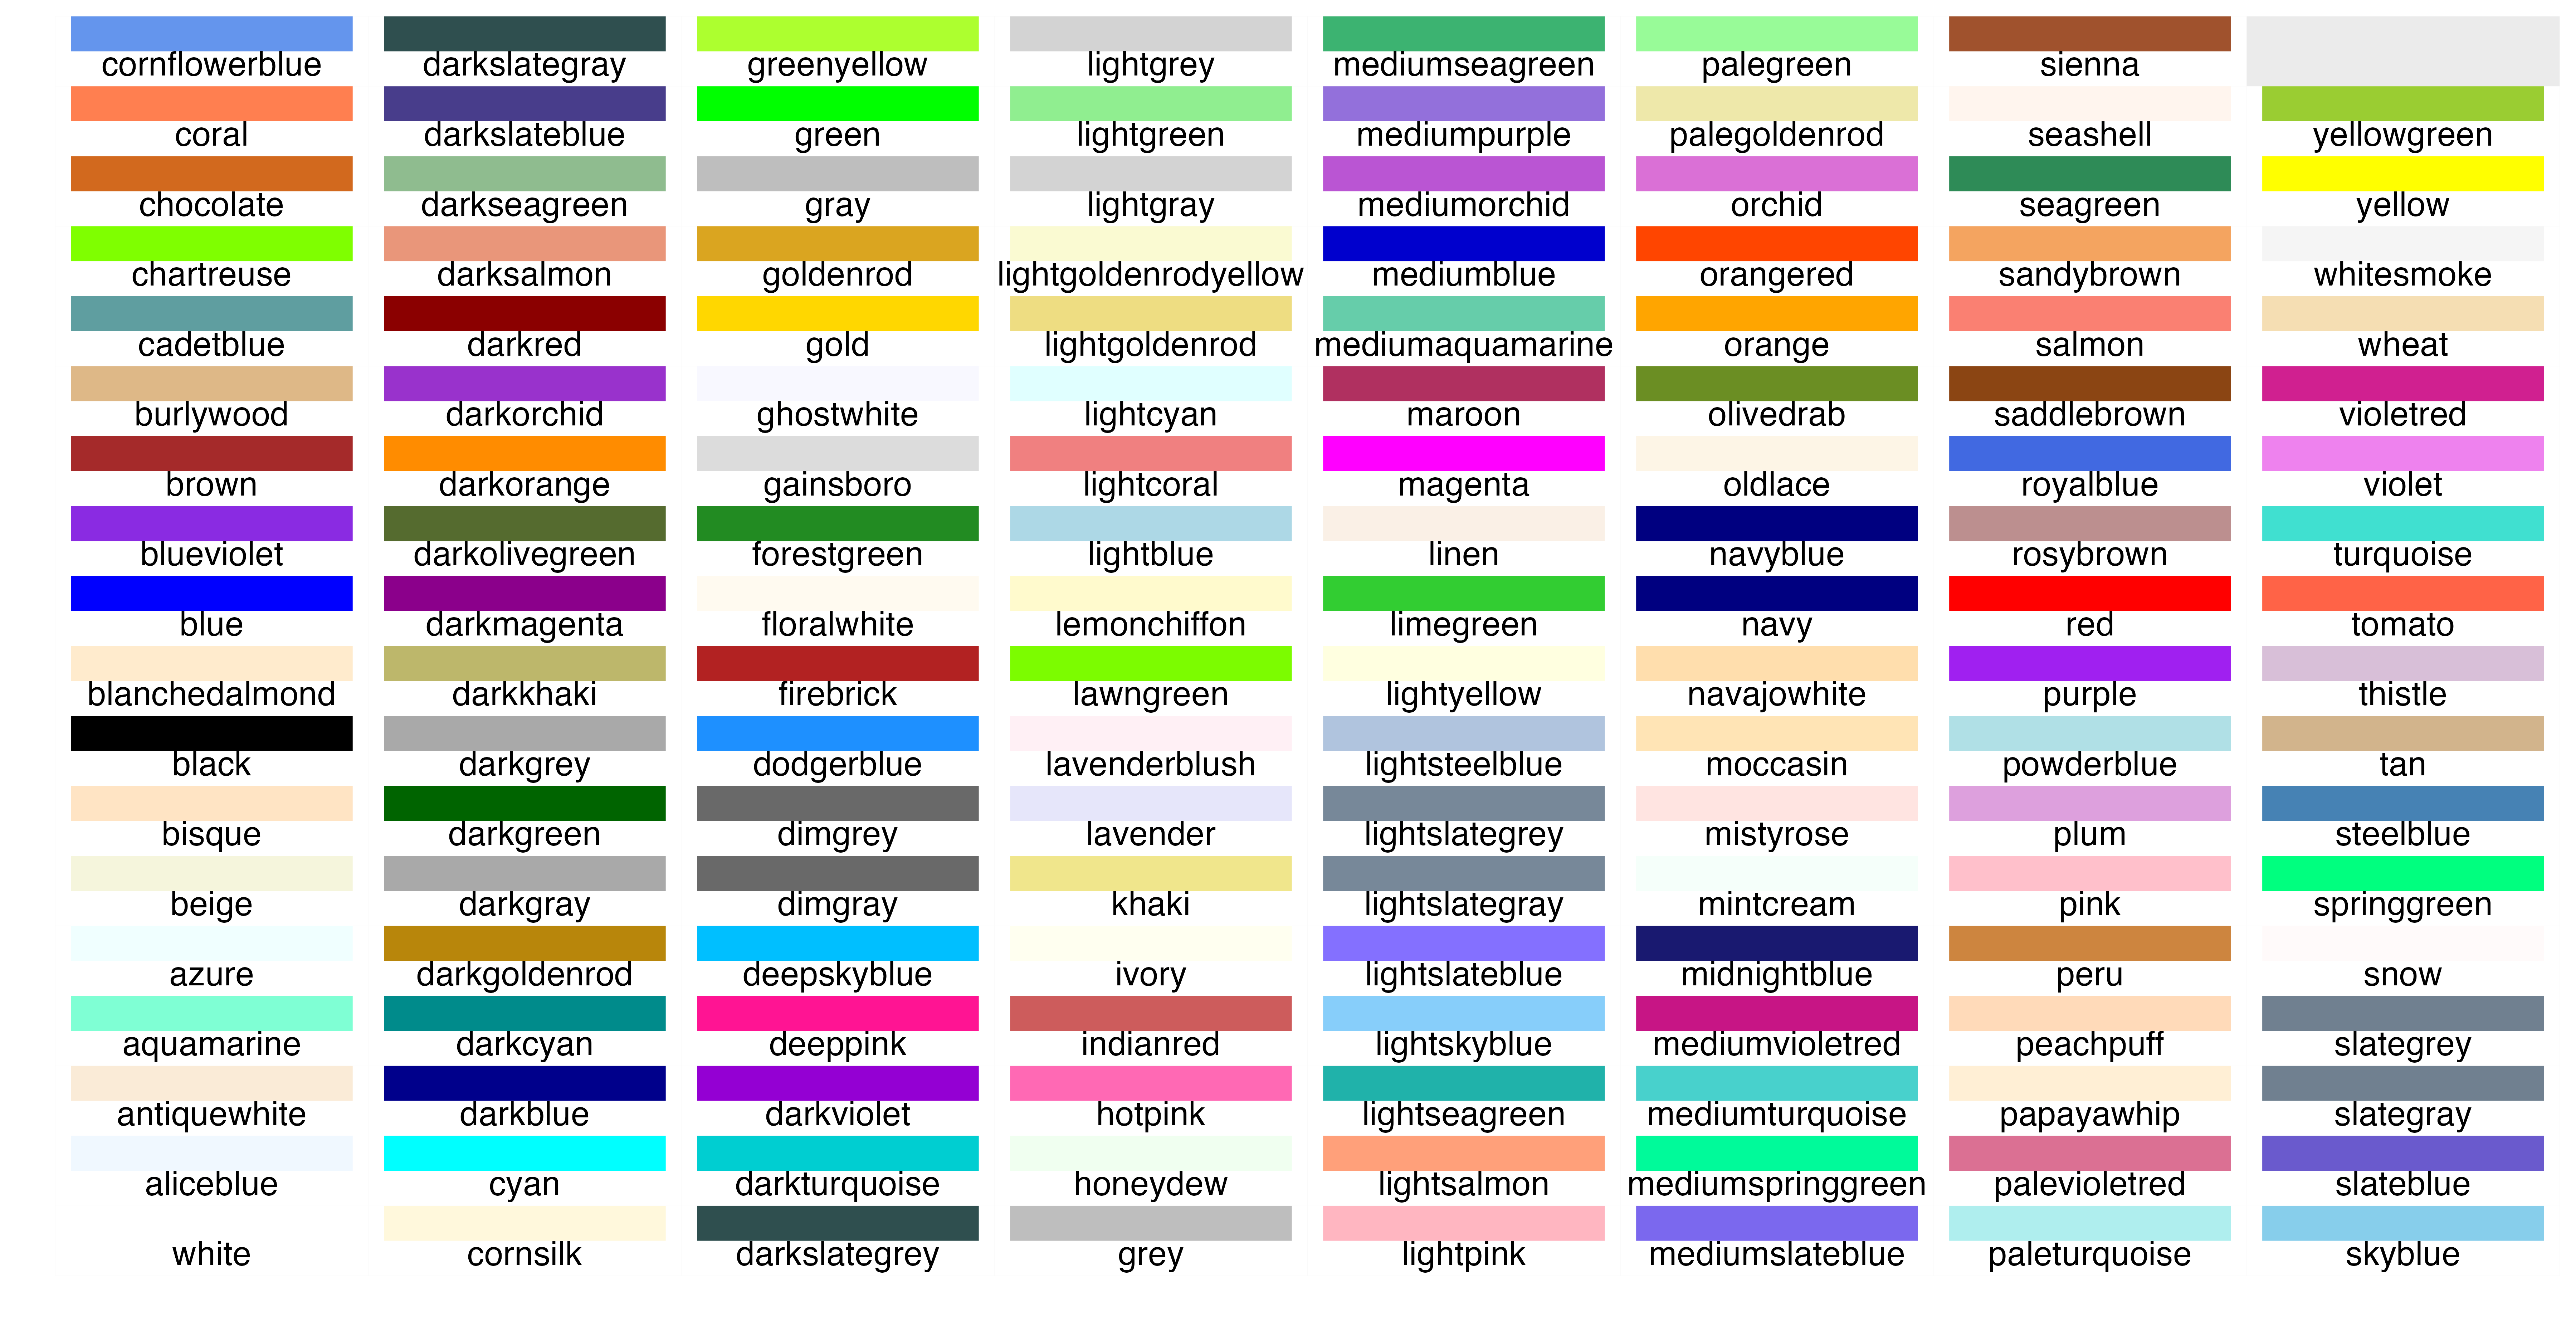 cornflowerblue darkslategray greenyellow lightgrey mediumseagreen palegreen sienna
coral darkslateblue green lightgreen mediumpurple palegoldenrod seashell yellowgreen
chocolate darkseagreen gray lightgray mediumorchid orchid seagreen yellow
chartreuse darksalmon goldenrod lightgoldenrodyellow mediumblue orangered sandybrown whitesmoke
cadetblue darkred gold lightgoldenrod mediumaquamarine orange salmon wheat
burlywood darkorchid ghostwhite lightcyan maroon olivedrab saddlebrown violetred
brown darkorange gainsboro lightcoral magenta oldlace royalblue violet
blueviolet darkolivegreen forestgreen lightblue linen navyblue rosybrown turquoise
blue darkmagenta floralwhite lemonchiffon limegreen navy red tomato
blanchedalmond darkkhaki firebrick lawngreen lightyellow navajowhite purple thistle
black darkgrey dodgerblue lavenderblush lightsteelblue moccasin powderblue tan
bisque darkgreen dimgrey lavender lightslategrey mistyrose plum steelblue
beige darkgray dimgray khaki lightslategray mintcream pink springgreen
azure darkgoldenrod deepskyblue ivory lightslateblue midnightblue peru snow
aquamarine darkcyan deeppink indianred lightskyblue mediumvioletred peachpuff slategrey
antiquewhite darkblue darkviolet hotpink lightseagreen mediumturquoise papayawhip slategray
aliceblue cyan darkturquoise honeydew lightsalmon mediumspringgreen palevioletred slateblue
white cornsilk darkslategrey grey lightpink mediumslateblue paleturquoise skyblue